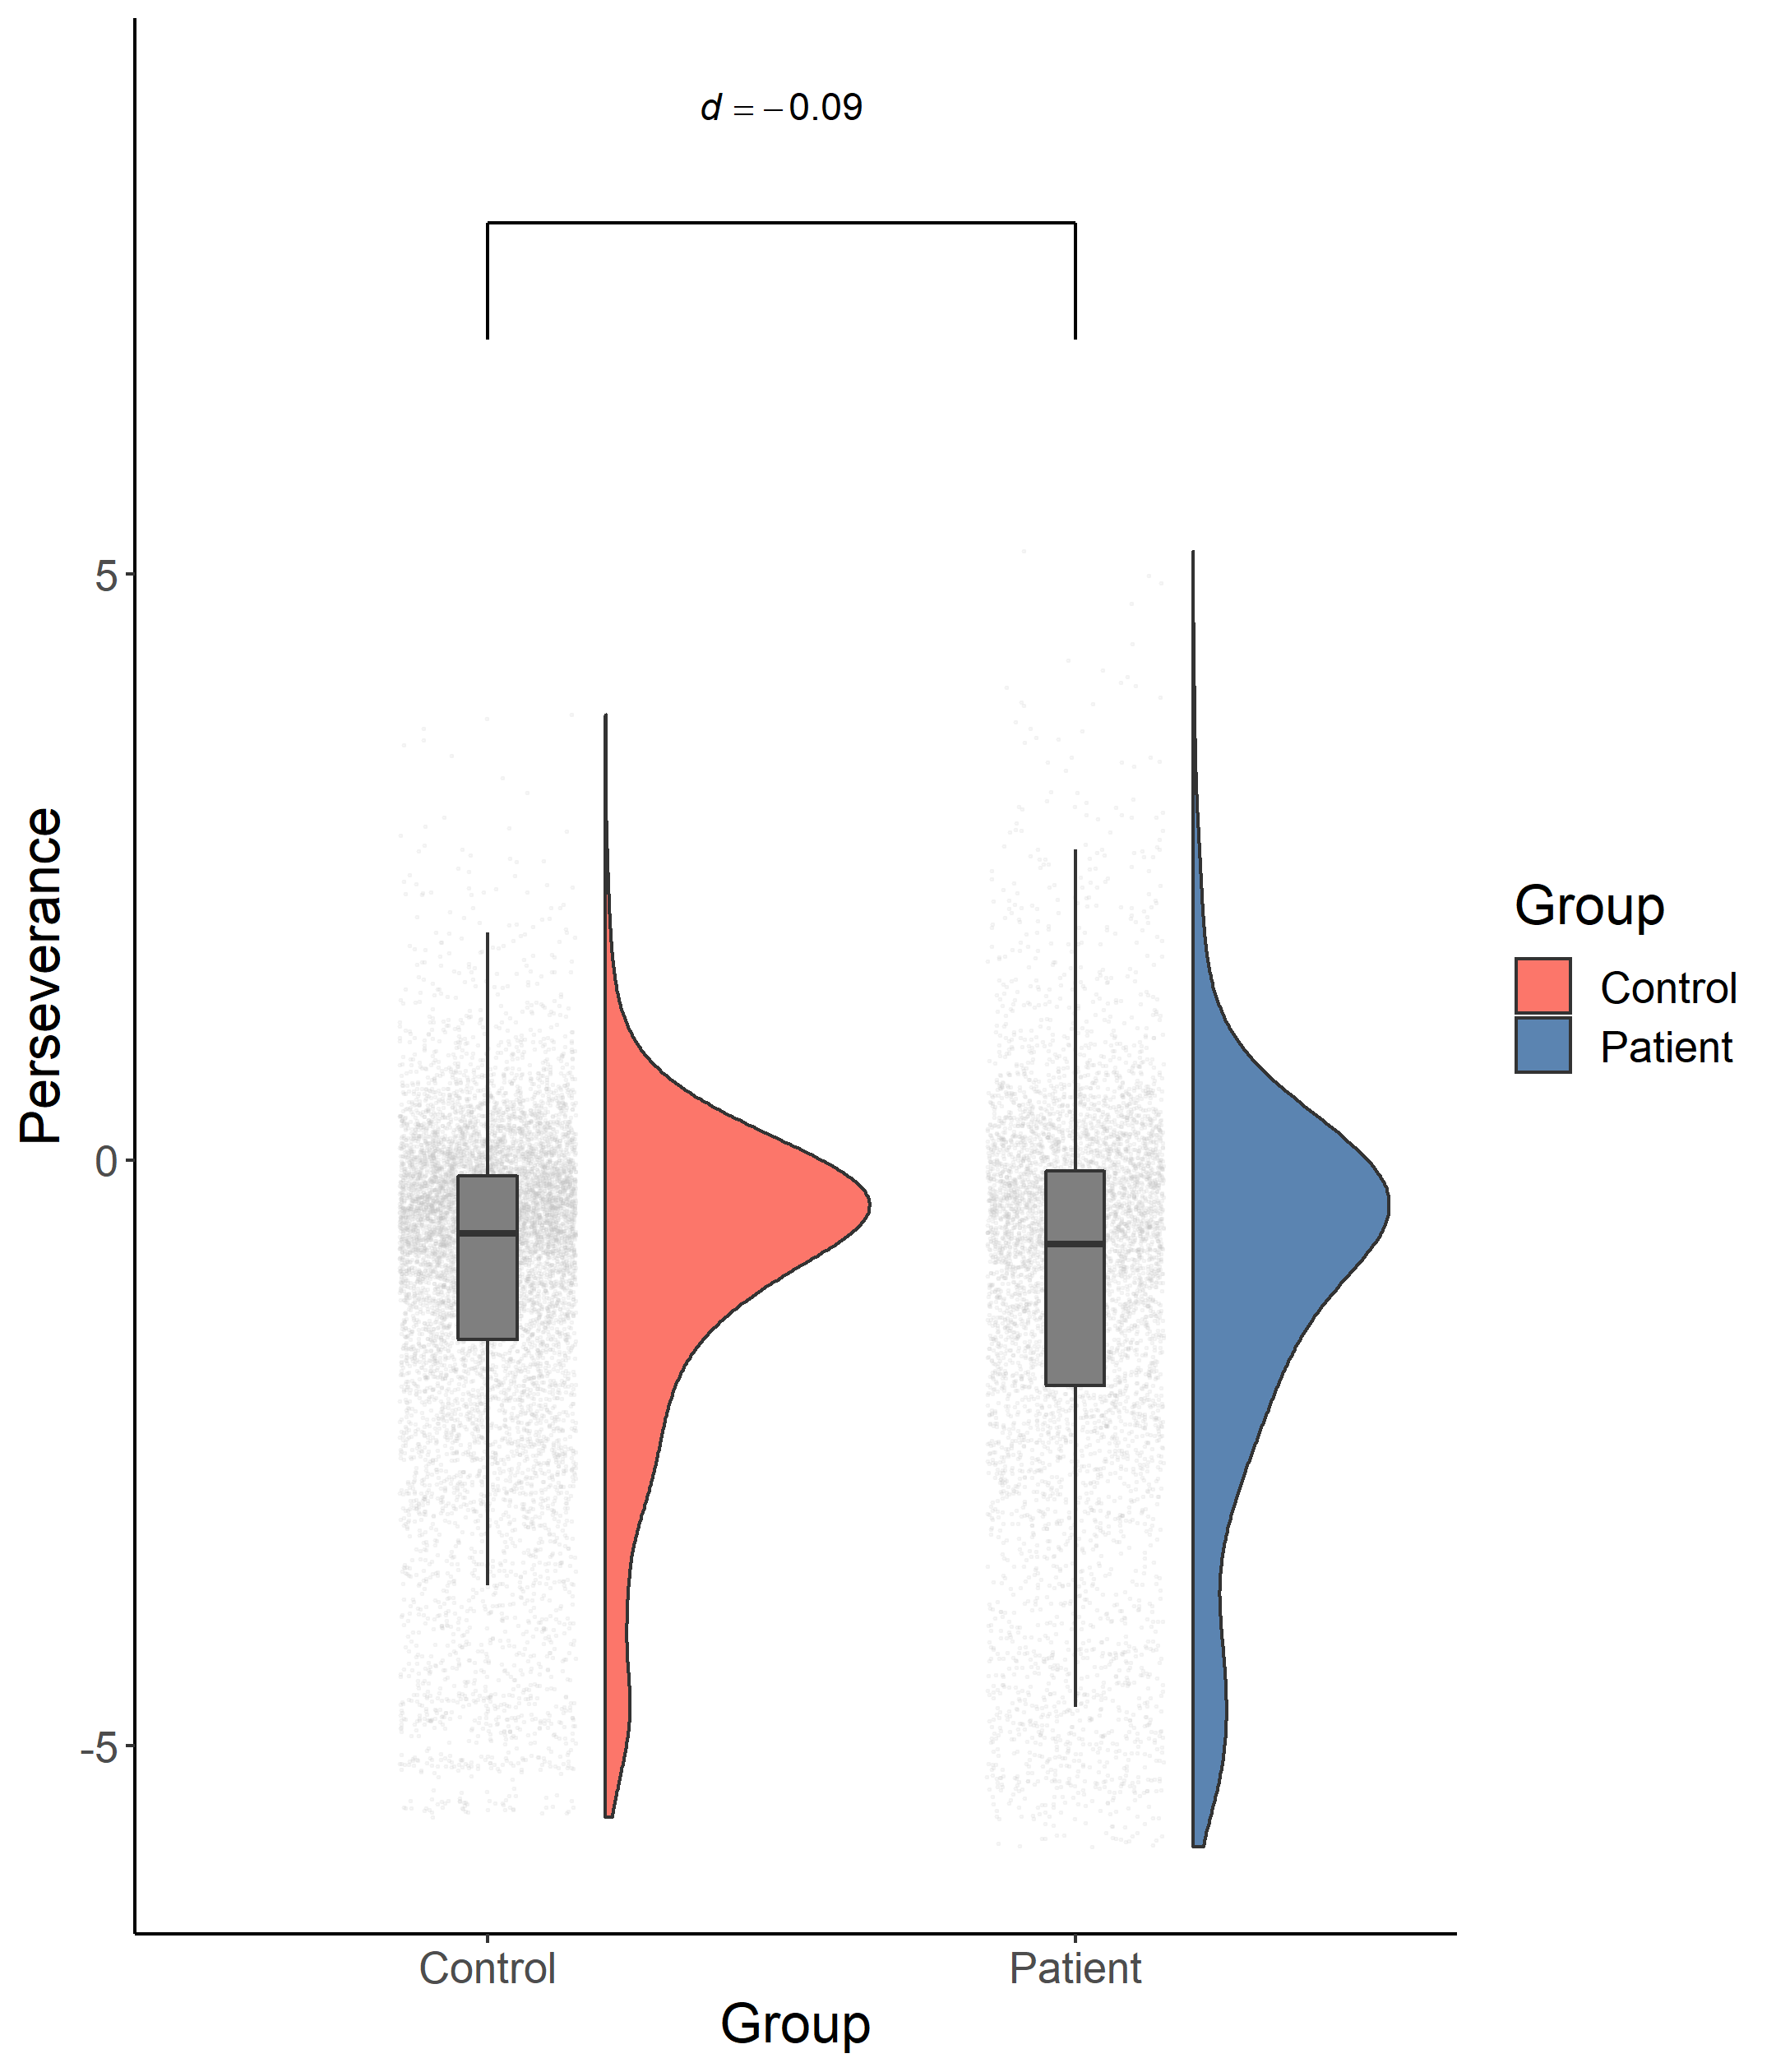 d = − 0.09
5
0
-5
Perseverance
Control
Patient
Group
Group
Control
Patient